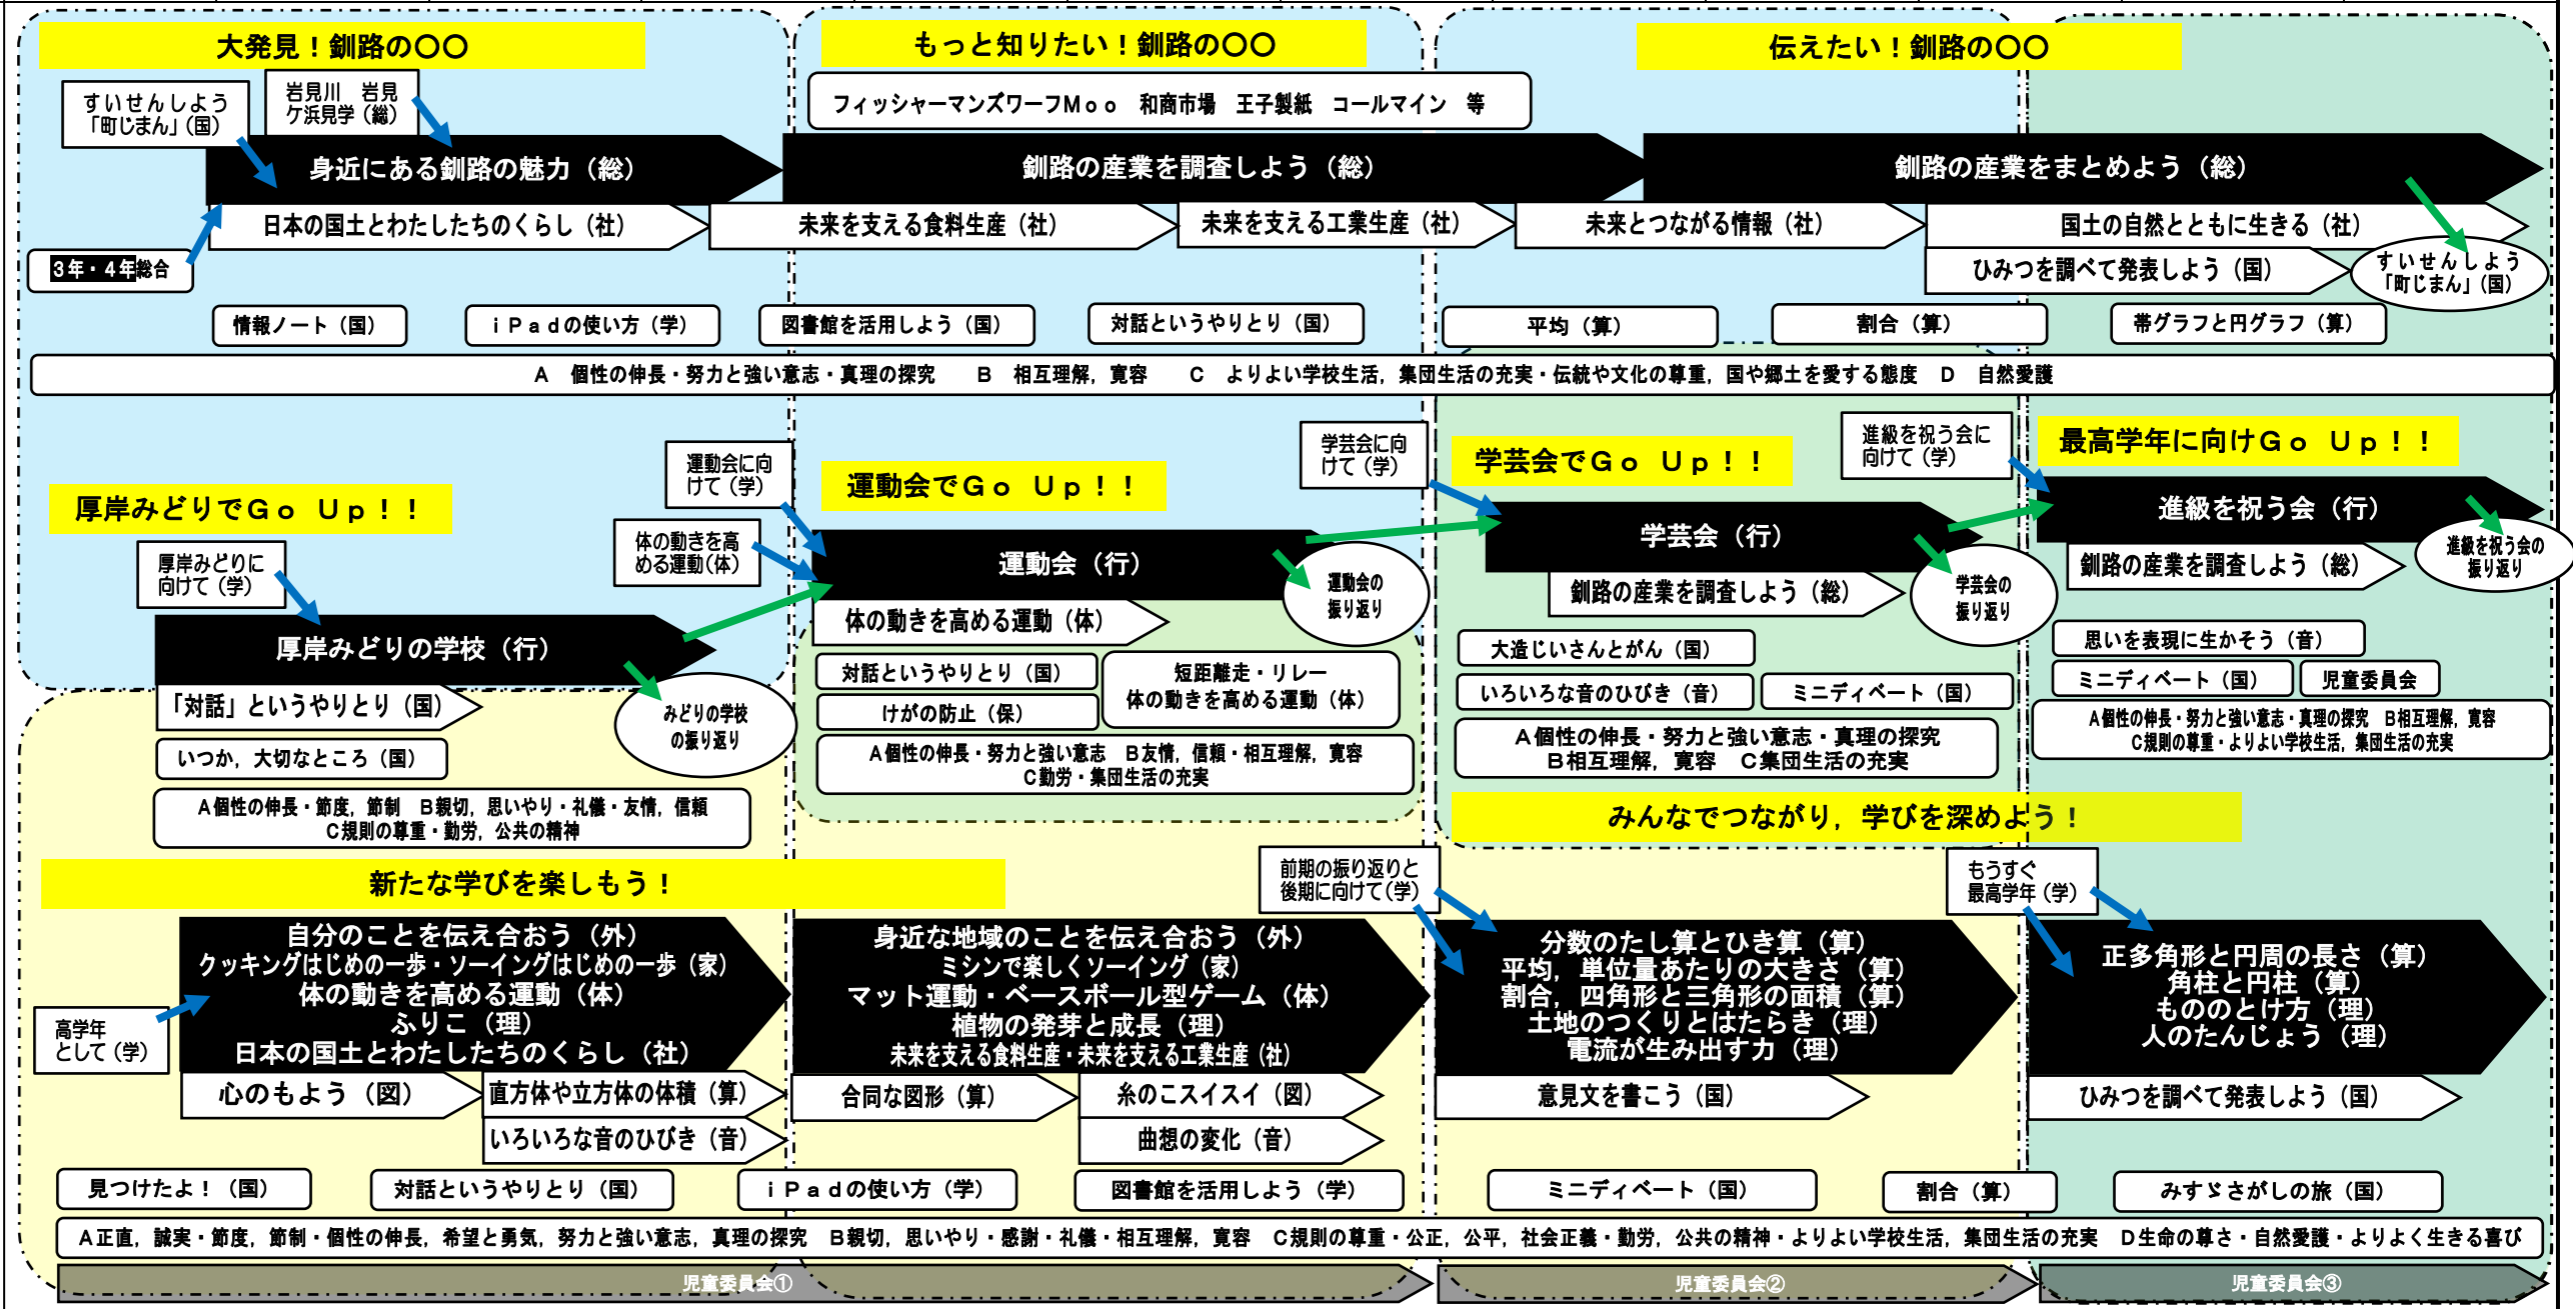 大発見！釧路の〇〇
もっと知りたい！釧路の〇〇
伝えたい！釧路の〇〇
すいせんしよう
「町じまん」（国）
岩見川　岩見
ケ浜見学（総）
フィッシャーマンズワーフＭｏｏ　和商市場　王子製紙　コールマイン　等
身近にある釧路の魅力（総）
釧路の産業を調査しよう（総）
釧路の産業をまとめよう（総）
日本の国土とわたしたちのくらし（社）
未来を支える食料生産（社）
未来を支える工業生産（社）
未来とつながる情報（社）
国土の自然とともに生きる（社）
３年・４年総合
ひみつを調べて発表しよう（国）
すいせんしよう
「町じまん」（国）
情報ノート（国）
ｉＰａｄの使い方（学）
図書館を活用しよう（国）
対話というやりとり（国）
平均（算）
割合（算）
帯グラフと円グラフ（算）
Ａ　個性の伸長・努力と強い意志・真理の探究　　Ｂ　相互理解，寛容　　Ｃ　よりよい学校生活，集団生活の充実・伝統や文化の尊重，国や郷土を愛する態度　Ｄ　自然愛護
厚岸みどりでＧｏ　Ｕｐ！！
運動会に向
けて（学）
運動会でＧｏ　Ｕｐ！！
学芸会に向
けて（学）
学芸会でＧｏ　Ｕｐ！！
進級を祝う会に
向けて（学）
最高学年に向けＧｏ　Ｕｐ！！
厚岸みどりに
向けて（学）
体の動きを高
める運動（体）
運動会（行）
運動会の
振り返り
学芸会（行）
学芸会の
振り返り
進級を祝う会（行）
進級を祝う会の
振り返り
厚岸みどりの学校（行）
みどりの学校
の振り返り
体の動きを高める運動（体）
釧路の産業を調査しよう（総）
釧路の産業を調査しよう（総）
「対話」というやりとり（国）
いつか，大切なところ（国）
対話というやりとり（国）
けがの防止（保）
短距離走・リレー
体の動きを高める運動（体）
大造じいさんとがん（国）
いろいろな音のひびき（音）
ミニディベート（国）
思いを表現に生かそう（音）
ミニディベート（国）
児童委員会
Ａ個性の伸長・節度，節制　Ｂ親切，思いやり・礼儀・友情，信頼
Ｃ規則の尊重・勤労，公共の精神
Ａ個性の伸長・努力と強い意志　Ｂ友情，信頼・相互理解，寛容
Ｃ勤労・集団生活の充実
Ａ個性の伸長・努力と強い意志・真理の探究
Ｂ相互理解，寛容　Ｃ集団生活の充実
Ａ個性の伸長・努力と強い意志・真理の探究　Ｂ相互理解，寛容
Ｃ規則の尊重・よりよい学校生活，集団生活の充実
新たな学びを楽しもう！
みんなでつながり，学びを深めよう！
前期の振り返りと
後期に向けて（学）
もうすぐ
最高学年（学）
高学年
として（学）
自分のことを伝え合おう（外）
クッキングはじめの一歩・ソーイングはじめの一歩（家）
体の動きを高める運動（体）
ふりこ（理）
日本の国土とわたしたちのくらし（社）
身近な地域のことを伝え合おう（外）
ミシンで楽しくソーイング（家）
マット運動・ベースボール型ゲーム（体）
植物の発芽と成長（理）
未来を支える食料生産・未来を支える工業生産（社）
分数のたし算とひき算（算）
平均，単位量あたりの大きさ（算）
割合，四角形と三角形の面積（算）
土地のつくりとはたらき（理）
電流が生み出す力（理）
正多角形と円周の長さ（算）
角柱と円柱（算）
もののとけ方（理）
人のたんじょう（理）
心のもよう（図）
直方体や立方体の体積（算）
いろいろな音のひびき（音）
合同な図形（算）
糸のこスイスイ（図）
曲想の変化（音）
意見文を書こう（国）
ひみつを調べて発表しよう（国）
見つけたよ！（国）
対話というやりとり（国）
ｉＰａｄの使い方（学）
図書館を活用しよう（学）
ミニディベート（国）
割合（算）
みすゞさがしの旅（国）
Ａ正直，誠実・節度，節制・個性の伸長，希望と勇気，努力と強い意志，真理の探究　Ｂ親切，思いやり・感謝・礼儀・相互理解，寛容　Ｃ規則の尊重・公正，公平，社会正義・勤労，公共の精神・よりよい学校生活，集団生活の充実　Ｄ生命の尊さ・自然愛護・よりよく生きる喜び
児童委員会①
児童委員会②
児童委員会③